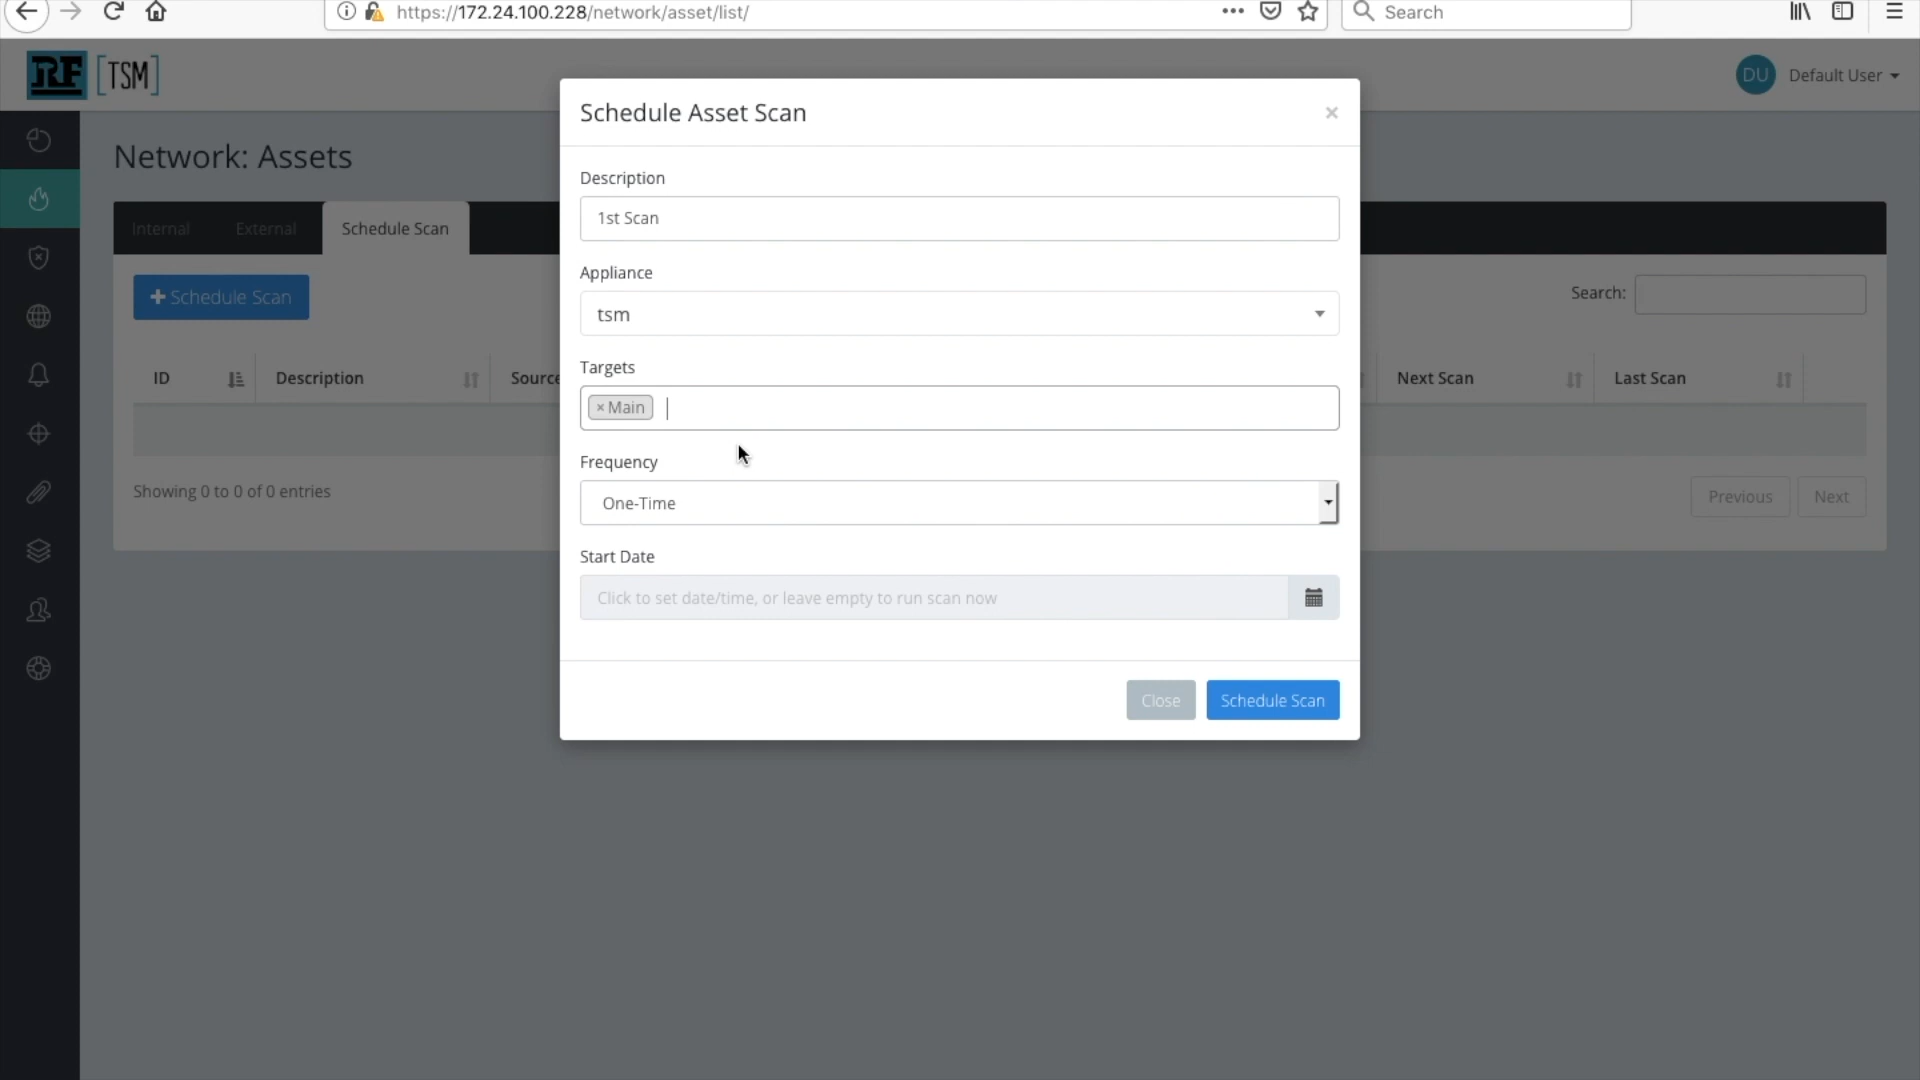 https://172.24.100.228/network/asset/list/
Search
RF [TSM]
DU Default User
Network: Assets
Internal External Schedule Scan
+ Schedule Scan
Search:
ID Description Source Next Scan Last Scan
Showing 0 to 0 of 0 entries
Previous Next
Schedule Asset Scan ×
Description
1st Scan
Appliance
tsm
Targets
× Main
Frequency
One-Time
Start Date
Click to set date/time, or leave empty to run scan now
Close Schedule Scan